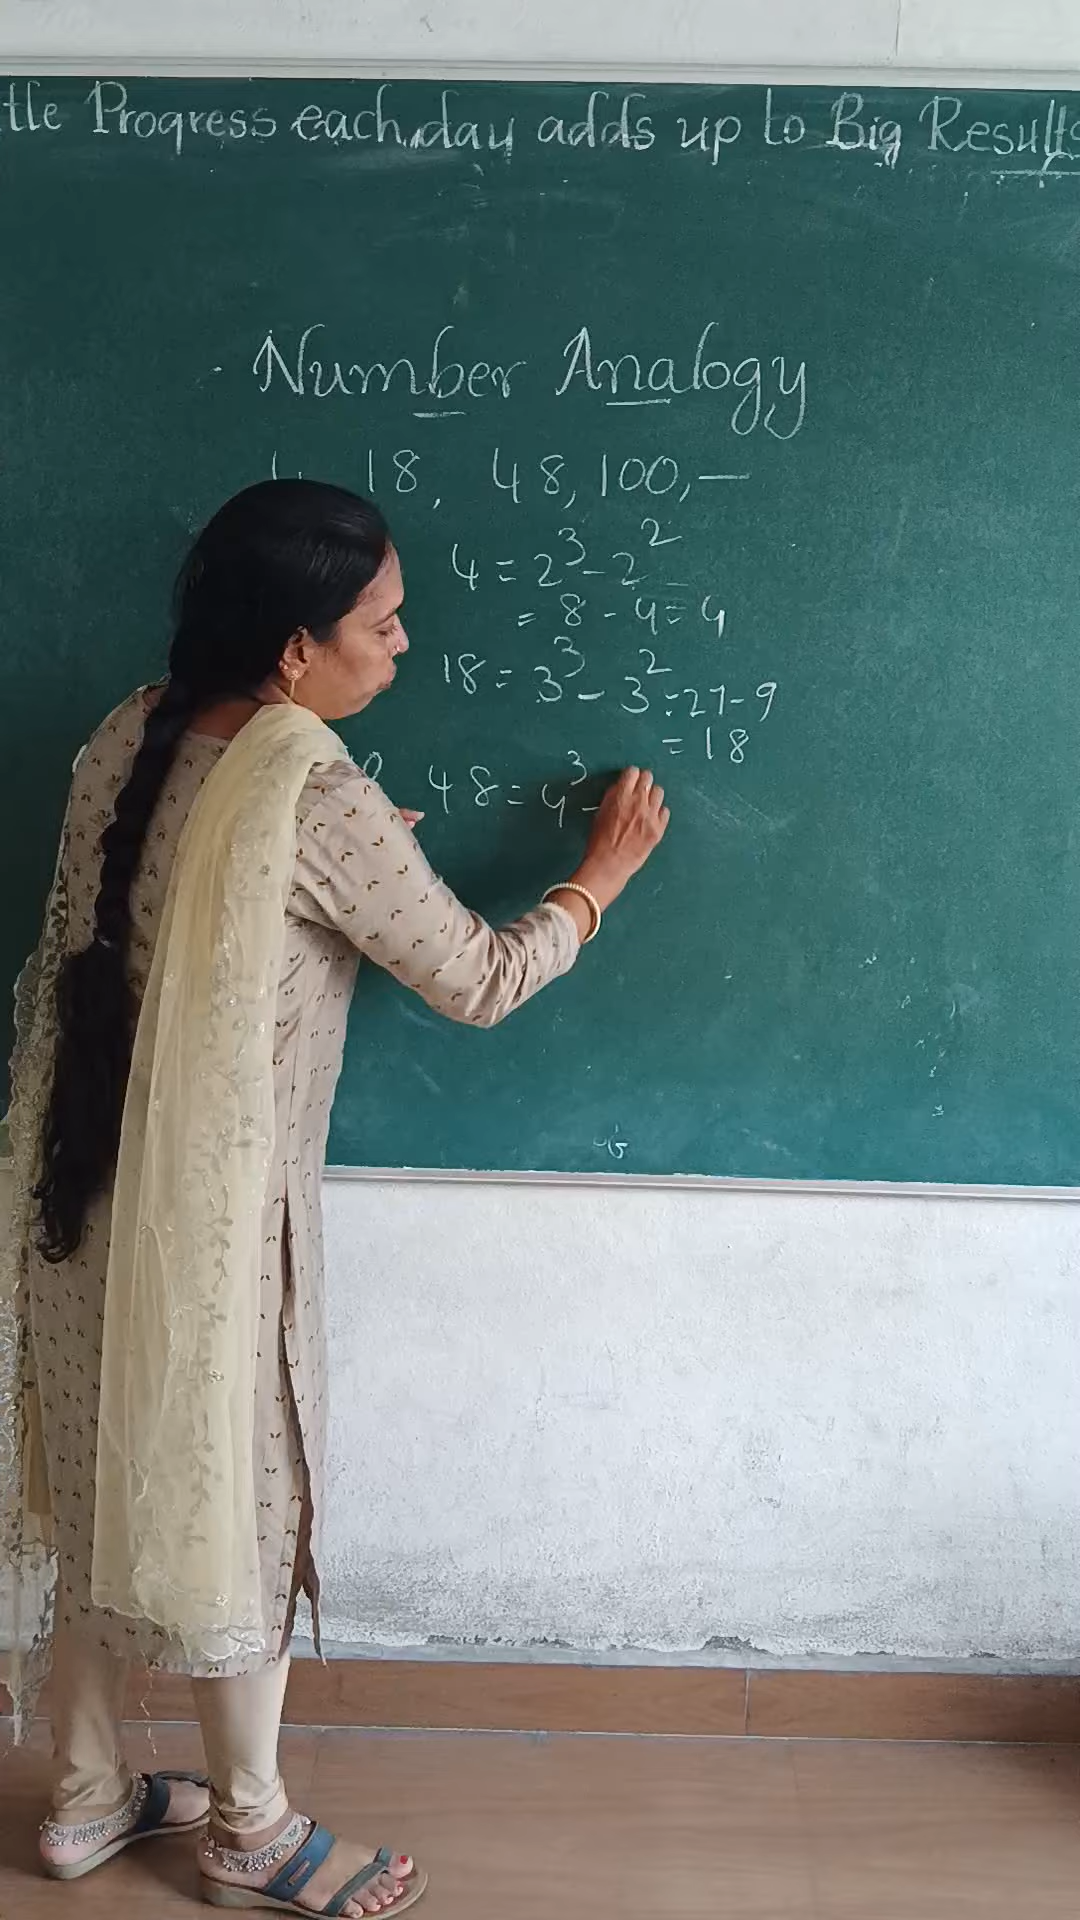 Progress each day adds up to Big Results
Number Analogy
18, 48, 100, —
4 = 2³ - 2²
= 8 - 4 = 4
18 = 3³ - 3² = 27 - 9
= 18
48 = 4³ -